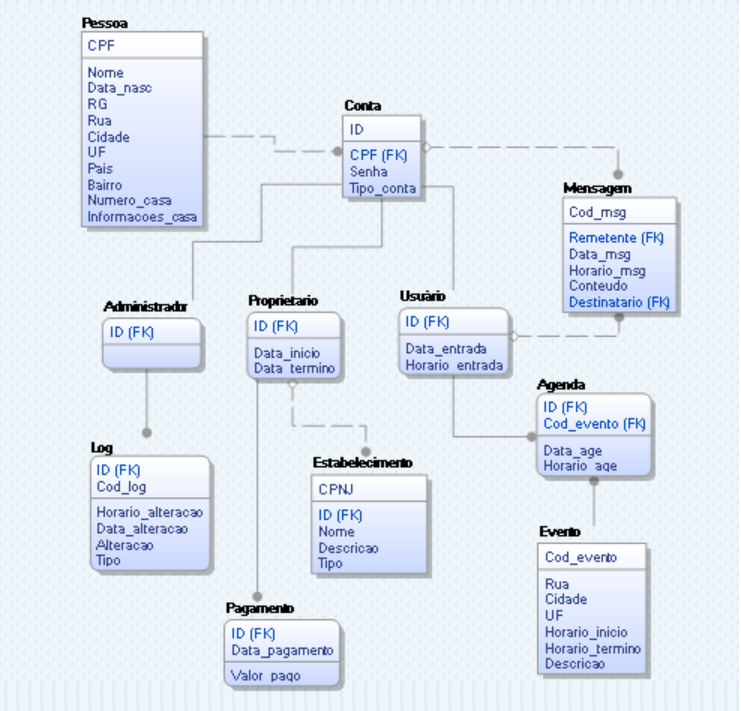 Pessoa
CPF
Nome
Data_nasc
RG
Rua
Cidade
UF
Pais
Bairro
Numero_casa
Informacoes_casa
Conta
ID
CPF (FK)
Senha
Tipo_conta
Mensagem
Cod_msg
Remetente (FK)
Data_msg
Horario_msg
Conteudo
Destinatario (FK)
Administrador
ID (FK)
Proprietario
ID (FK)
Data_inicio
Data_termino
Usuário
ID (FK)
Data_entrada
Horario_entrada
Agenda
ID (FK)
Cod_evento (FK)
Data_age
Horario_age
Log
ID (FK)
Cod_log
Horario_alteracao
Data_alteracao
Alteracao
Tipo
Estabelecimento
CPNJ
ID (FK)
Nome
Descricao
Tipo
Evento
Cod_evento
Rua
Cidade
UF
Horario_inicio
Horario_termino
Descricao
Pagamento
ID (FK)
Data_pagamento
Valor_pago